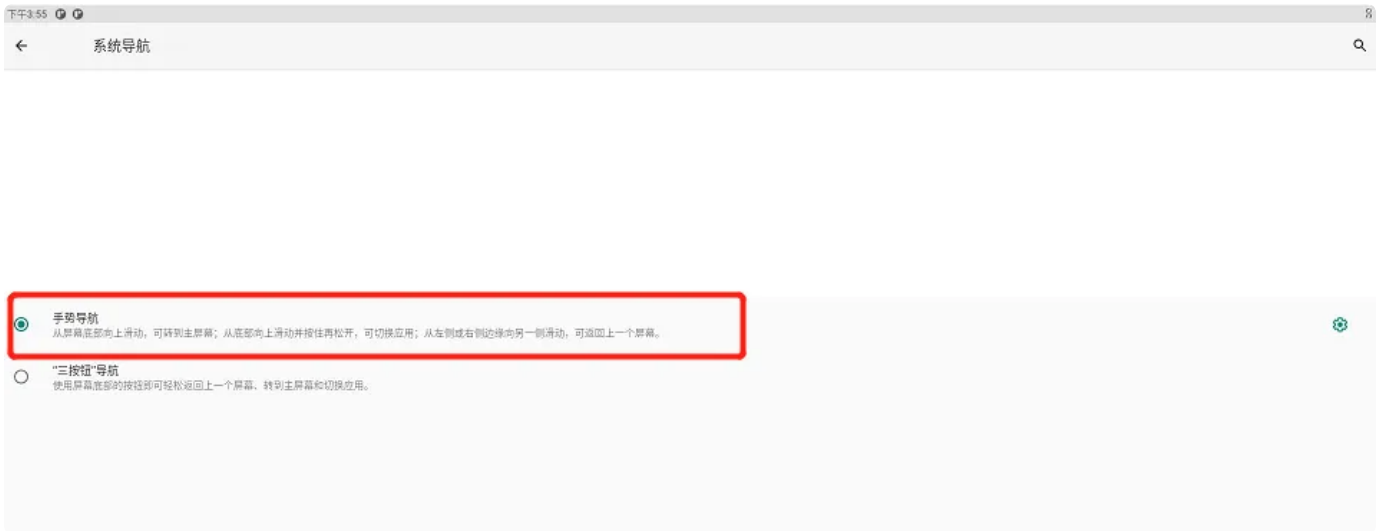 下午3:55
系统导航
手势导航
从屏幕底部向上滑动，可转到主屏幕；从底部向上滑动并按住再松开，可切换应用；从左侧或右侧边缘向另一侧滑动，可返回上一个屏幕。
“三按钮”导航
使用屏幕底部的按钮即可轻松返回上一个屏幕、转到主屏幕和切换应用。